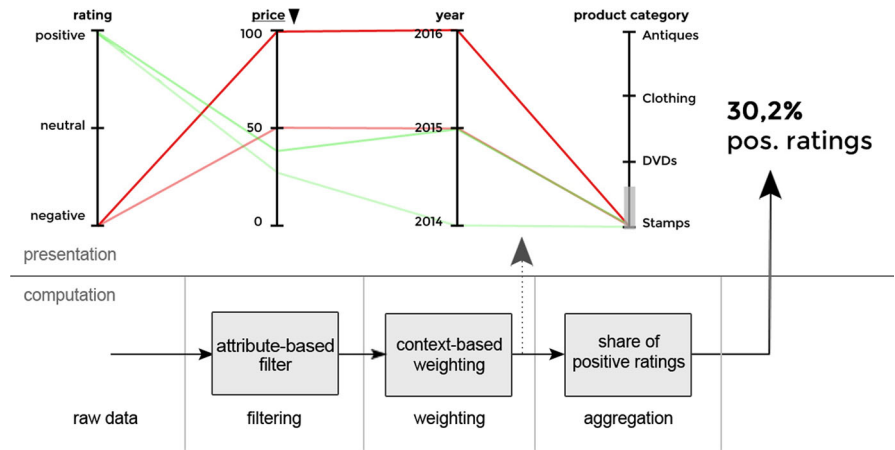 rating
price
year
product category
positive
neutral
negative
100
50
0
2016
2015
2014
Antiques
Clothing
DVDs
Stamps
30,2%
pos. ratings
presentation
computation
attribute-based
filter
context-based
weighting
share of
positive ratings
raw data
filtering
weighting
aggregation